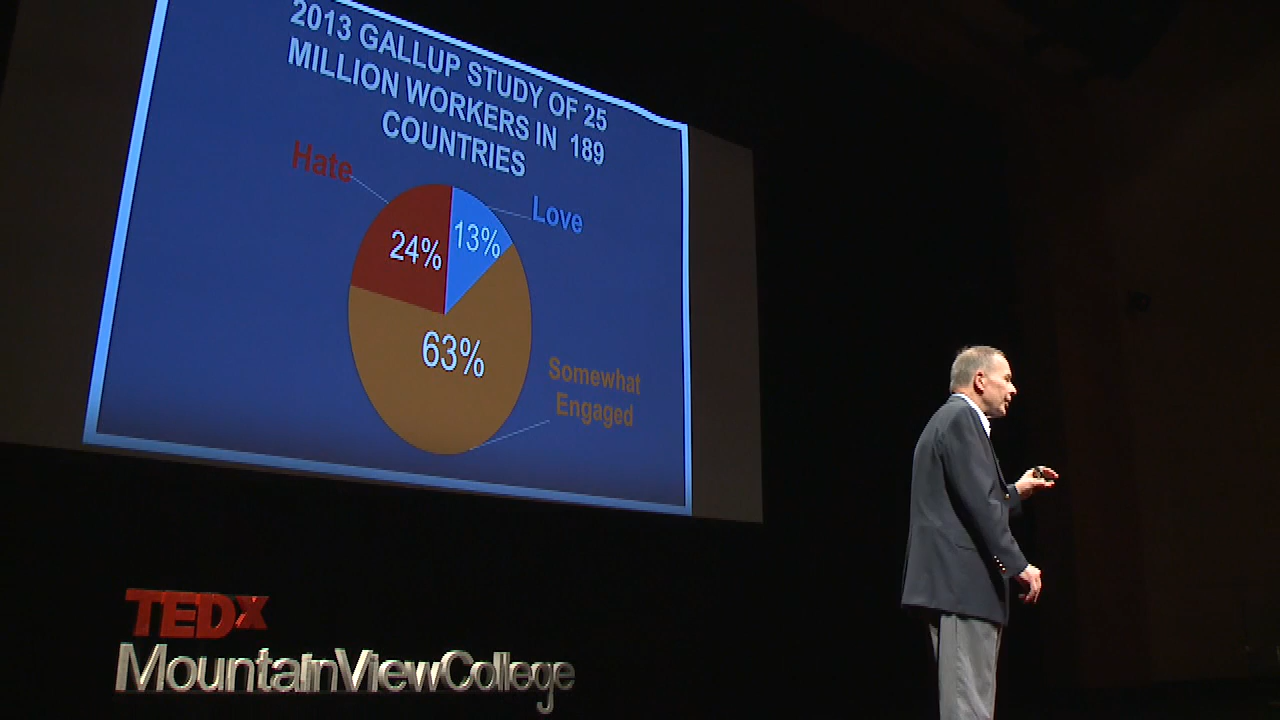 2013 GALLUP STUDY OF 25
MILLION WORKERS IN 189
COUNTRIES
Hate
Love
24%
13%
63%
Somewhat
Engaged
TEDx
MountainViewCollege